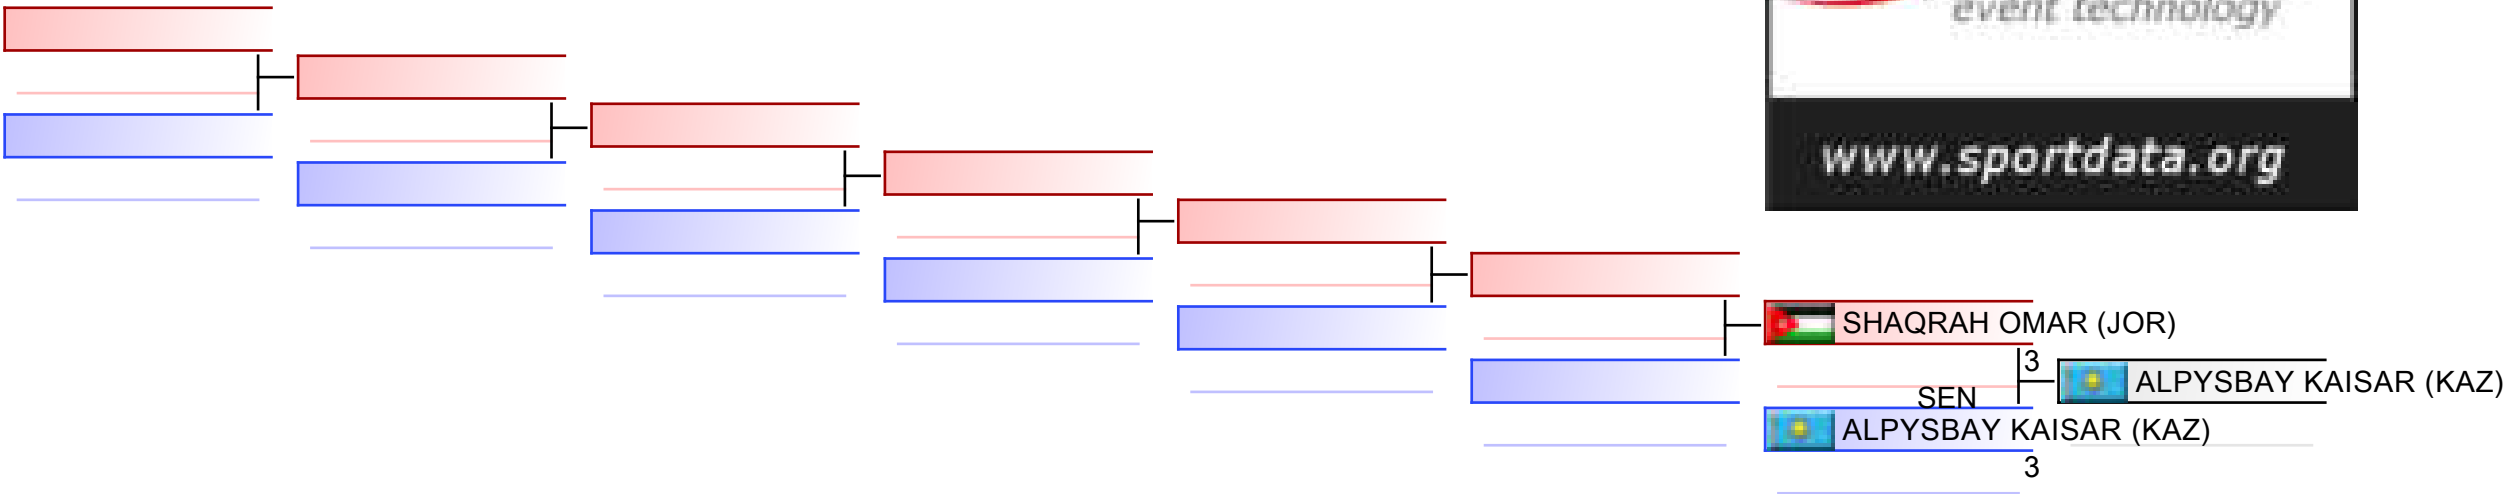 event technology
www.sportdata.org
SHAQRAH OMAR (JOR)
3
ALPYSBAY KAISAR (KAZ)
SEN
ALPYSBAY KAISAR (KAZ)
3